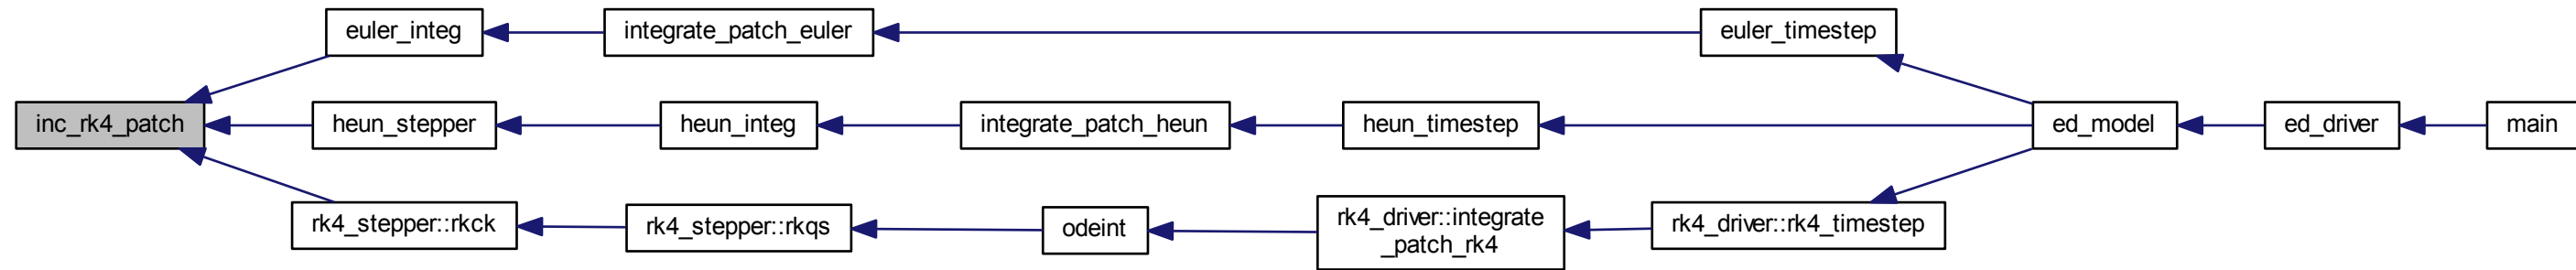 euler_integ
integrate_patch_euler
euler_timestep
inc_rk4_patch
heun_stepper
heun_integ
integrate_patch_heun
heun_timestep
ed_model
ed_driver
main
rk4_stepper::rkck
rk4_stepper::rkqs
odeint
rk4_driver::integrate
_patch_rk4
rk4_driver::rk4_timestep